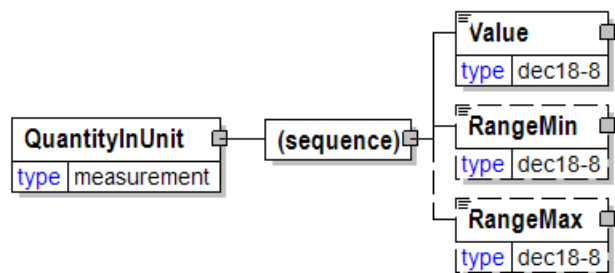 QuantityInUnit
type measurement
(sequence)
Value
type dec18-8
RangeMin
type dec18-8
RangeMax
type dec18-8